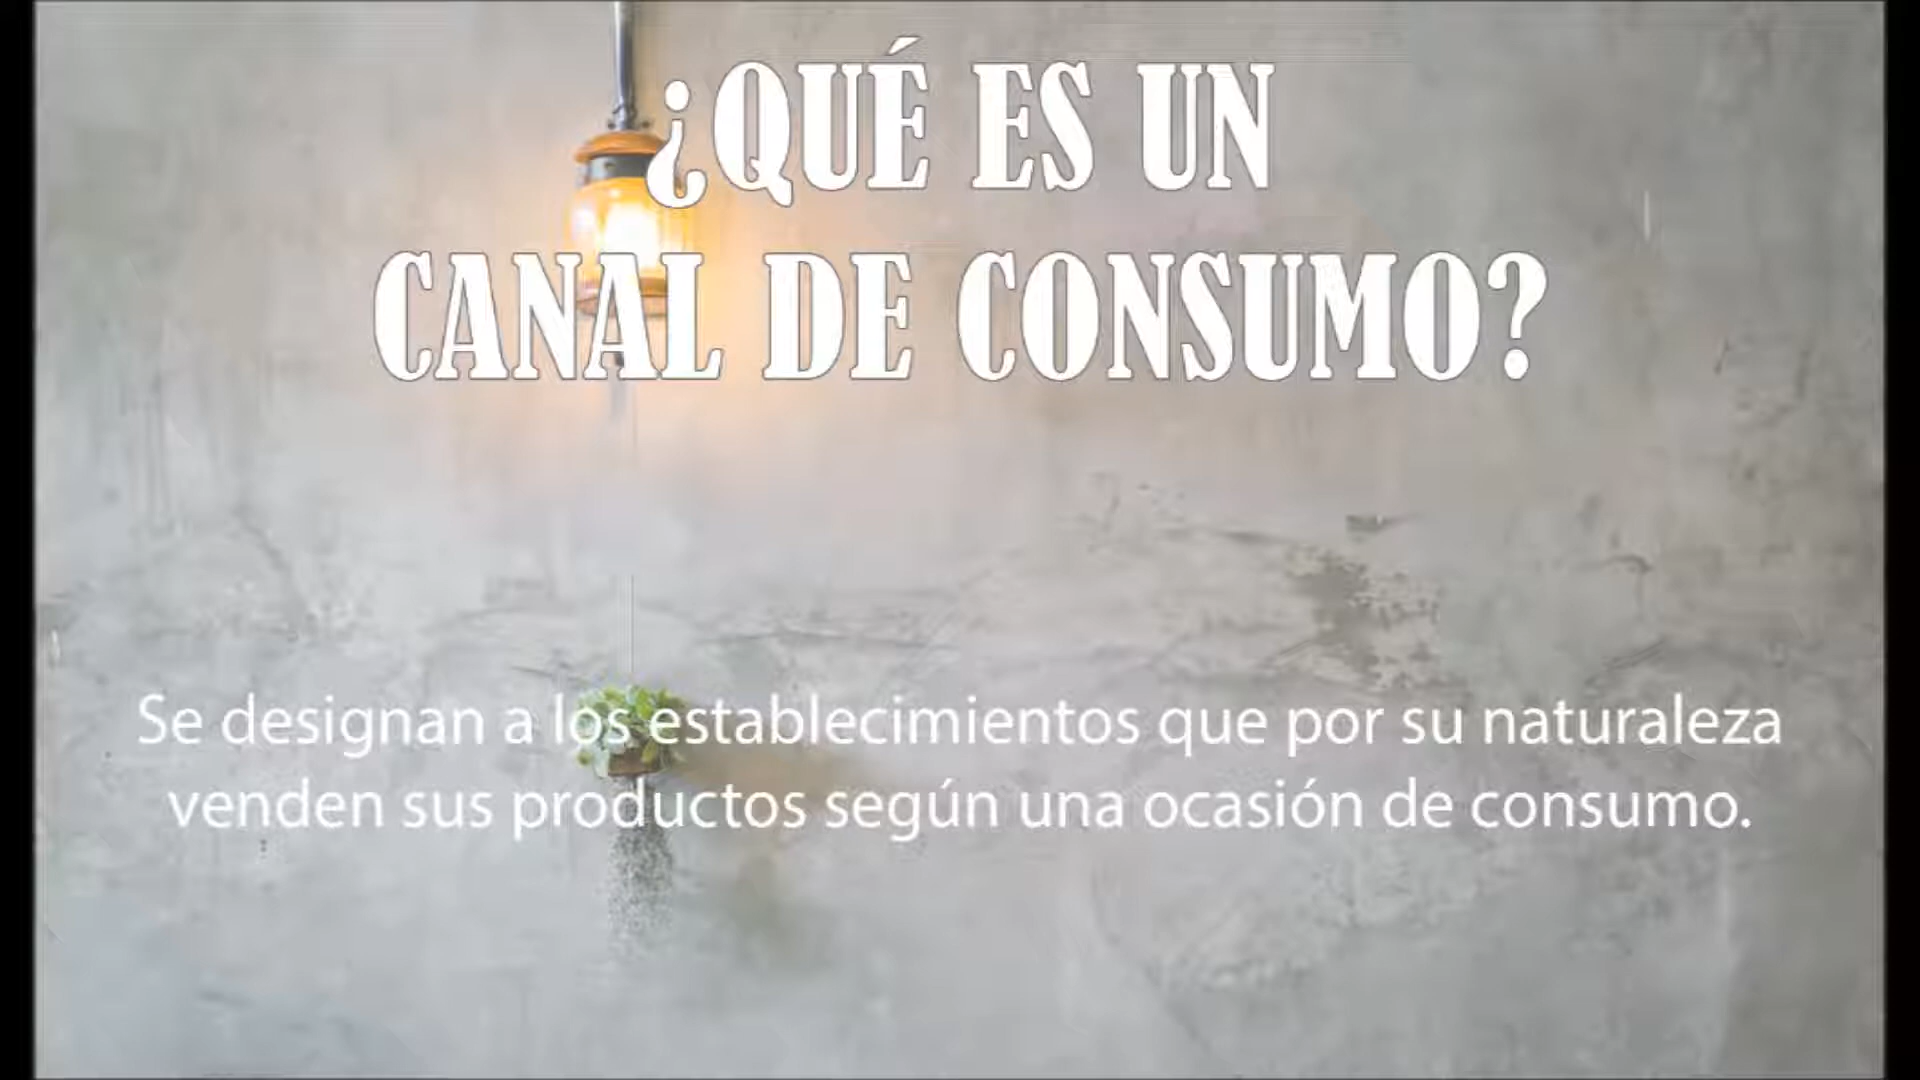 ¿QUÉ ES UN
CANAL DE CONSUMO?
Se designan a los establecimientos que por su naturaleza
venden sus productos según una ocasión de consumo.